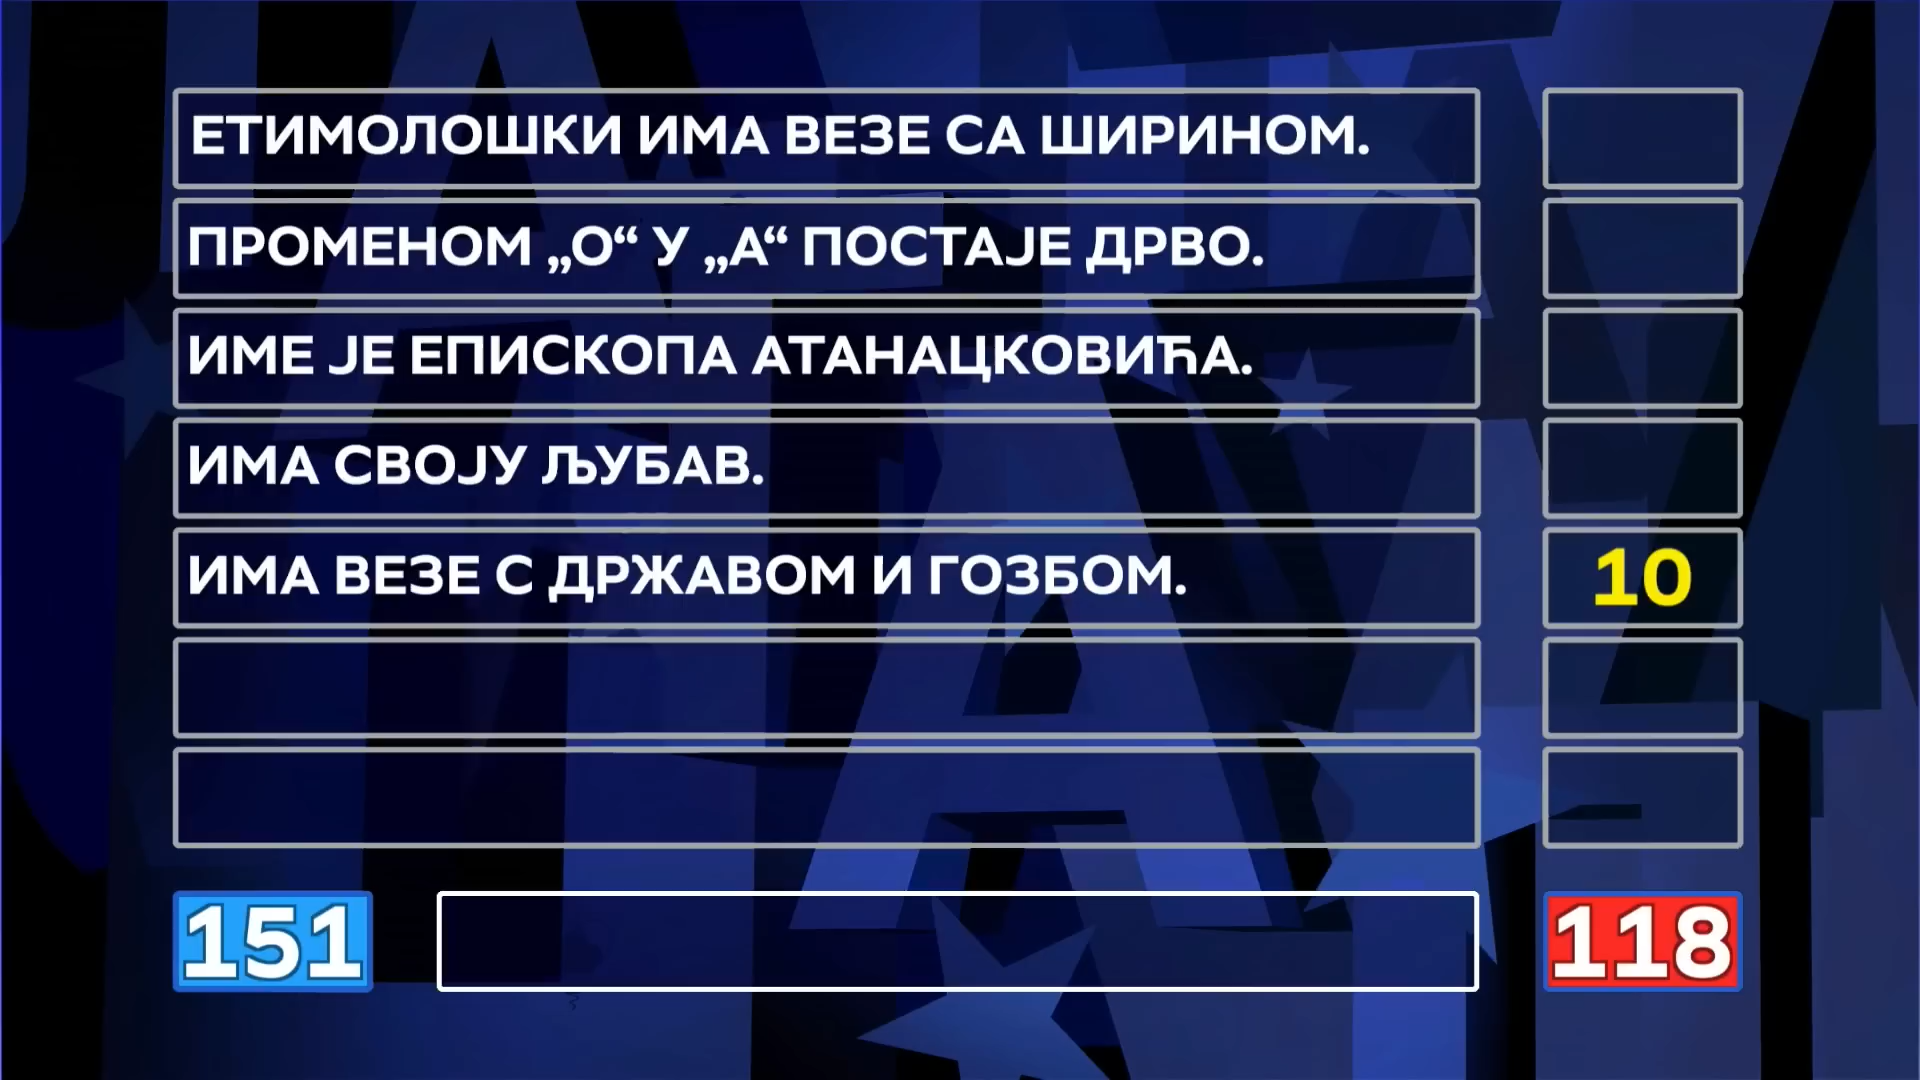 ЕТИМОЛОШКИ ИМА ВЕЗЕ СА ШИРИНОМ.
ПРОМЕНОМ „О“ У „А“ ПОСТАЈЕ ДРВО.
ИМЕ ЈЕ ЕПИСКОПА АТАНАЦКОВИЋА.
ИМА СВОЈУ ЉУБАВ.
ИМА ВЕЗЕ С ДРЖАВОМ И ГОЗБОМ.
10
151
118